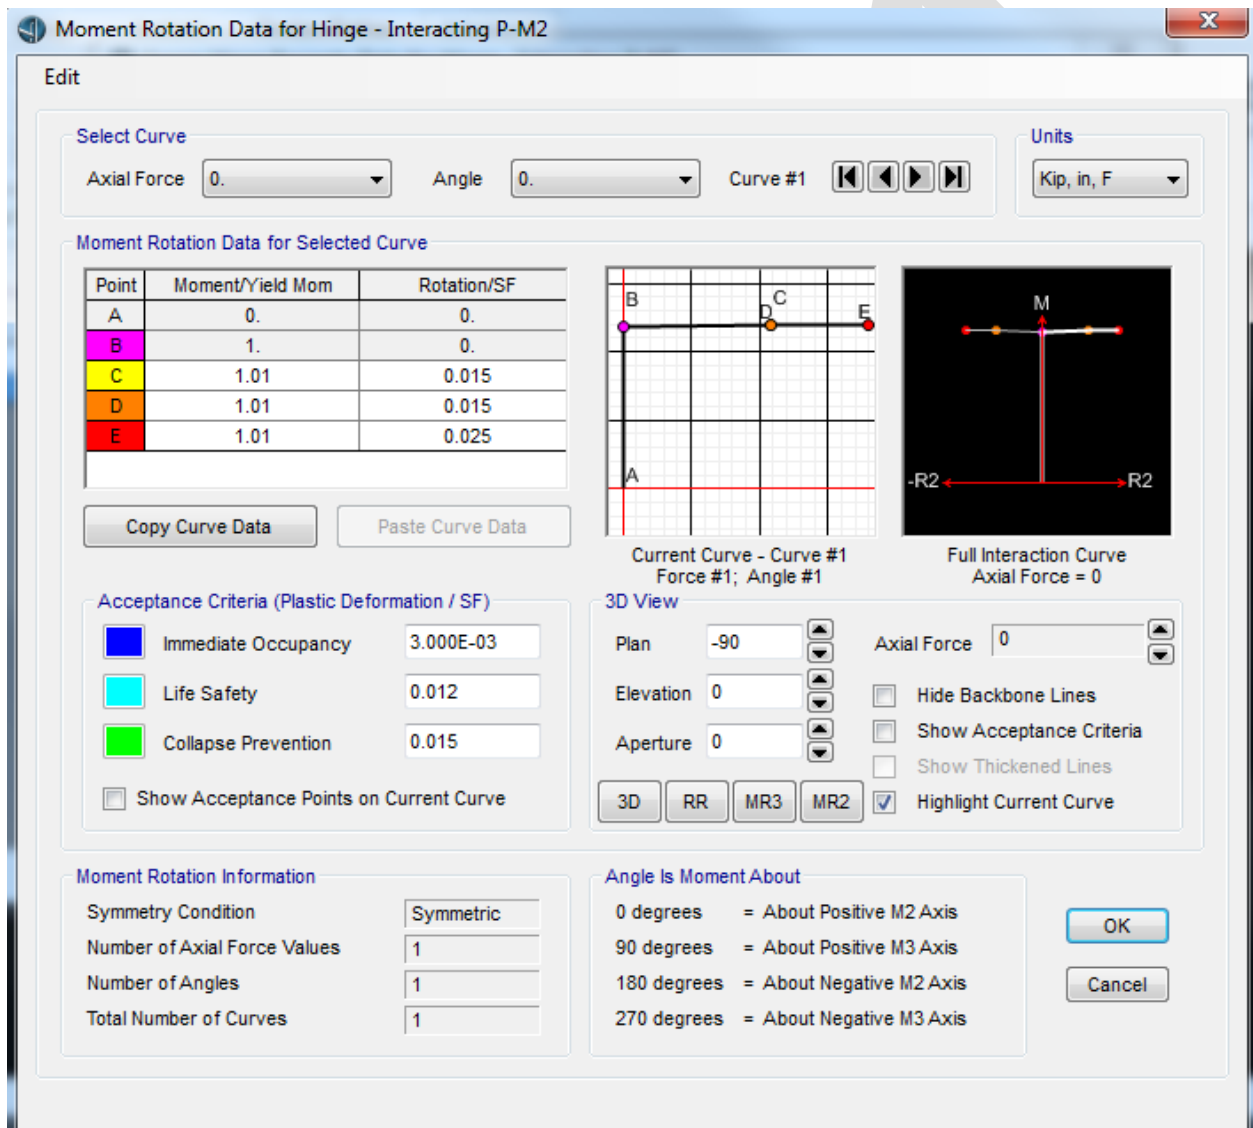 Moment Rotation Data for Hinge - Interacting P-M2
Edit
Select Curve
Axial Force 0. Angle 0. Curve #1
Units
Kip, in, F
Moment Rotation Data for Selected Curve
Point Moment/Yield Mom Rotation/SF
A 0. 0.
B 1. 0.
C 1.01 0.015
D 1.01 0.015
E 1.01 0.025
Copy Curve Data Paste Curve Data
B C D E
A
Current Curve - Curve #1
Force #1; Angle #1
M
-R2 R2
Full Interaction Curve
Axial Force = 0
Acceptance Criteria (Plastic Deformation / SF)
Immediate Occupancy 3.000E-03
Life Safety 0.012
Collapse Prevention 0.015
Show Acceptance Points on Current Curve
3D View
Plan -90
Elevation 0
Aperture 0
3D RR MR3 MR2
Axial Force 0
Hide Backbone Lines
Show Acceptance Criteria
Show Thickened Lines
Highlight Current Curve
Moment Rotation Information
Symmetry Condition Symmetric
Number of Axial Force Values 1
Number of Angles 1
Total Number of Curves 1
Angle Is Moment About
0 degrees = About Positive M2 Axis
90 degrees = About Positive M3 Axis
180 degrees = About Negative M2 Axis
270 degrees = About Negative M3 Axis
OK
Cancel